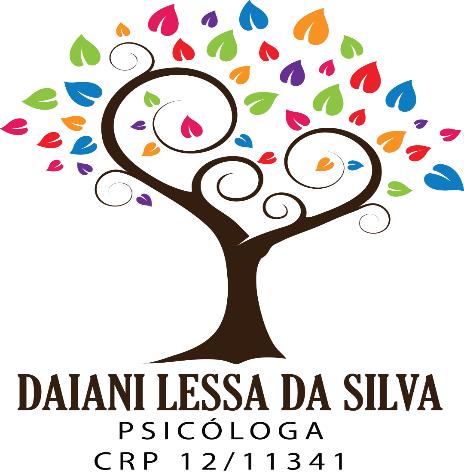 DAIANI LESSA DA SILVA
PSICÓLOGA
CRP 12/11341